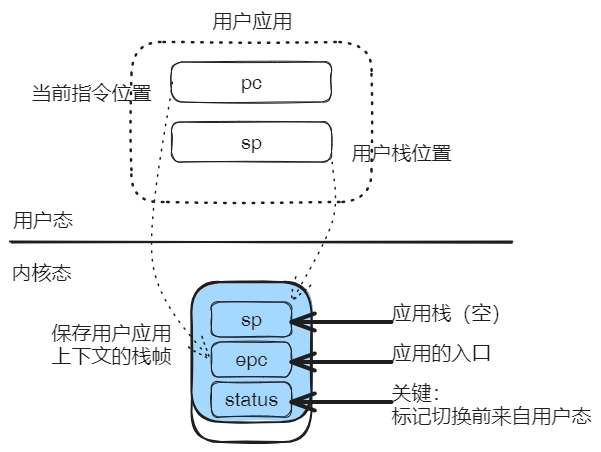 用户应用
pc
当前指令位置
sp
用户栈位置
用户态
内核态
sp
应用栈（空）
保存用户应用
上下文的栈帧
epc
应用的入口
status
关键：
标记切换前来自用户态